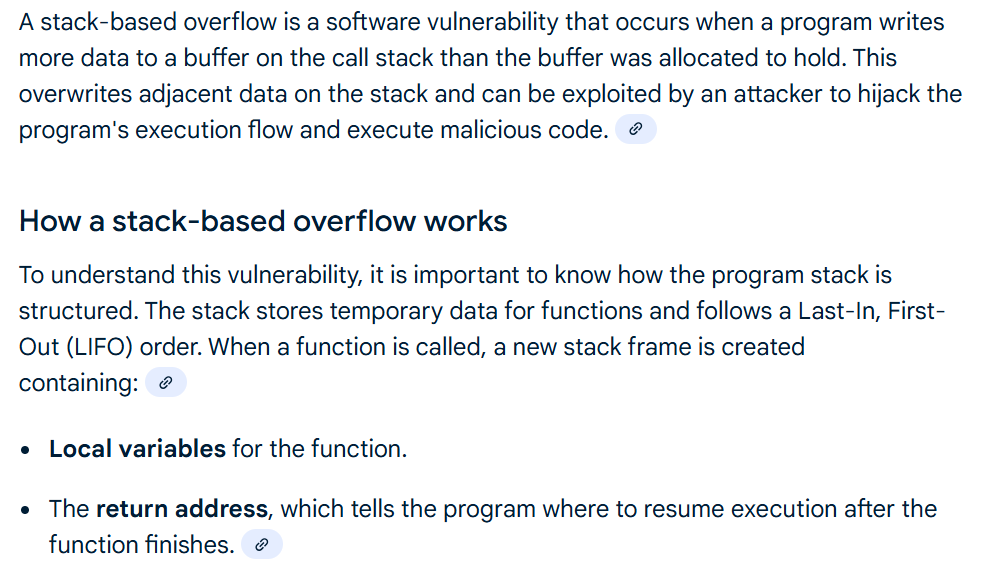 A stack-based overflow is a software vulnerability that occurs when a program writes
more data to a buffer on the call stack than the buffer was allocated to hold. This
overwrites adjacent data on the stack and can be exploited by an attacker to hijack the
program's execution flow and execute malicious code.
How a stack-based overflow works
To understand this vulnerability, it is important to know how the program stack is
structured. The stack stores temporary data for functions and follows a Last-In, First-
Out (LIFO) order. When a function is called, a new stack frame is created
containing:
• Local variables for the function.
• The return address, which tells the program where to resume execution after the
function finishes.